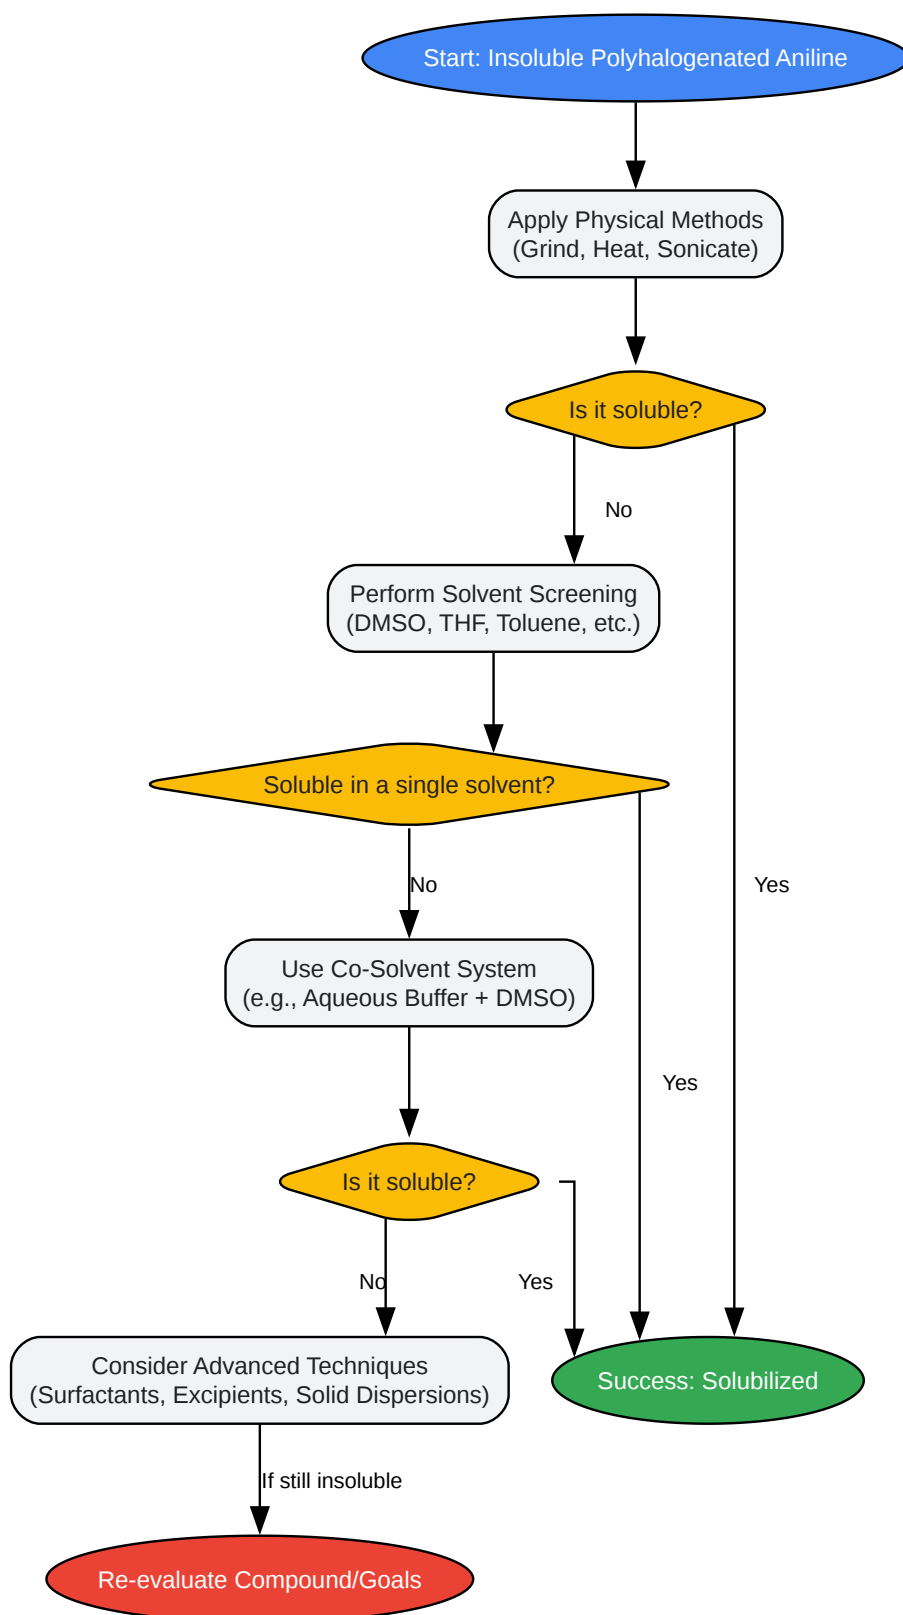 Start: Insoluble Polyhalogenated Aniline
Apply Physical Methods
(Grind, Heat, Sonicate)
Is it soluble?
No
Perform Solvent Screening
(DMSO, THF, Toluene, etc.)
Soluble in a single solvent?
No
Yes
Use Co-Solvent System
(e.g., Aqueous Buffer + DMSO)
Yes
Is it soluble?
No
Yes
Consider Advanced Techniques
(Surfactants, Excipients, Solid Dispersions)
Success: Solubilized
If still insoluble
Re-evaluate Compound/Goals